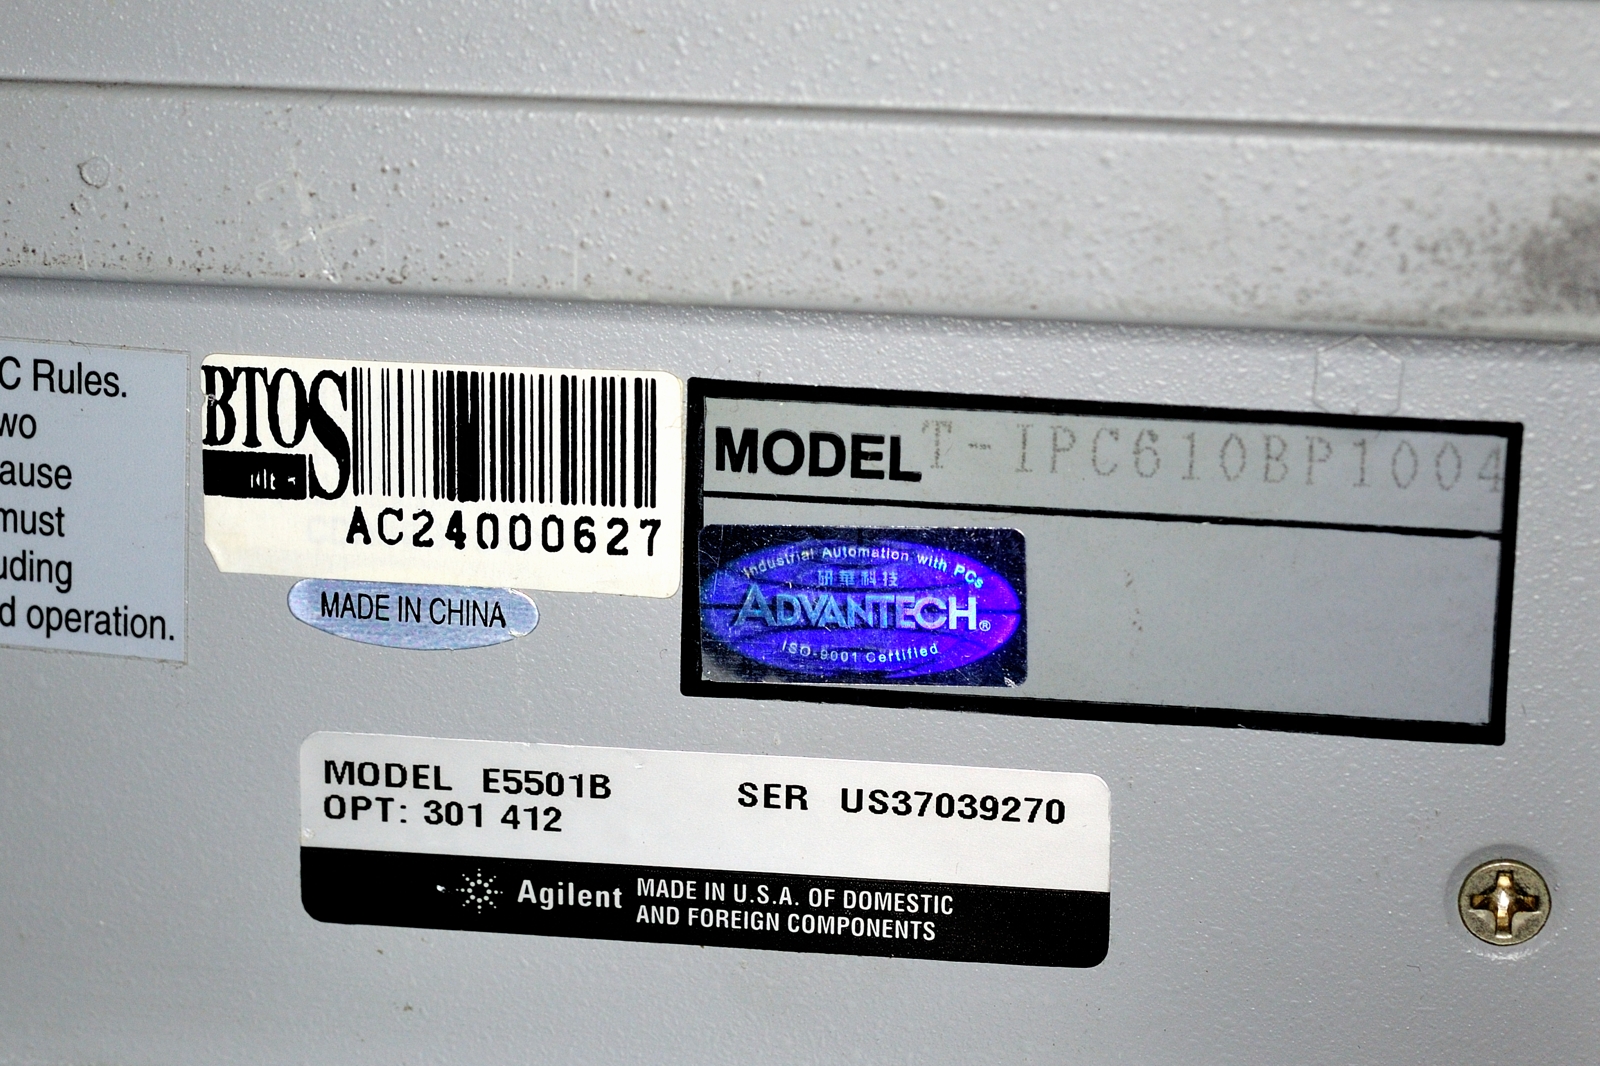 C Rules.
wo
ause
must
uding
d operation.
BTOS
AC24000627
MADE IN CHINA
MODEL T-IPC610BP1004
Industrial Automation with PCs
研華科技
ADVANTECH®
ISO-9001 Certified
MODEL E5501B SER US37039270
OPT: 301 412
Agilent MADE IN U.S.A. OF DOMESTIC
AND FOREIGN COMPONENTS